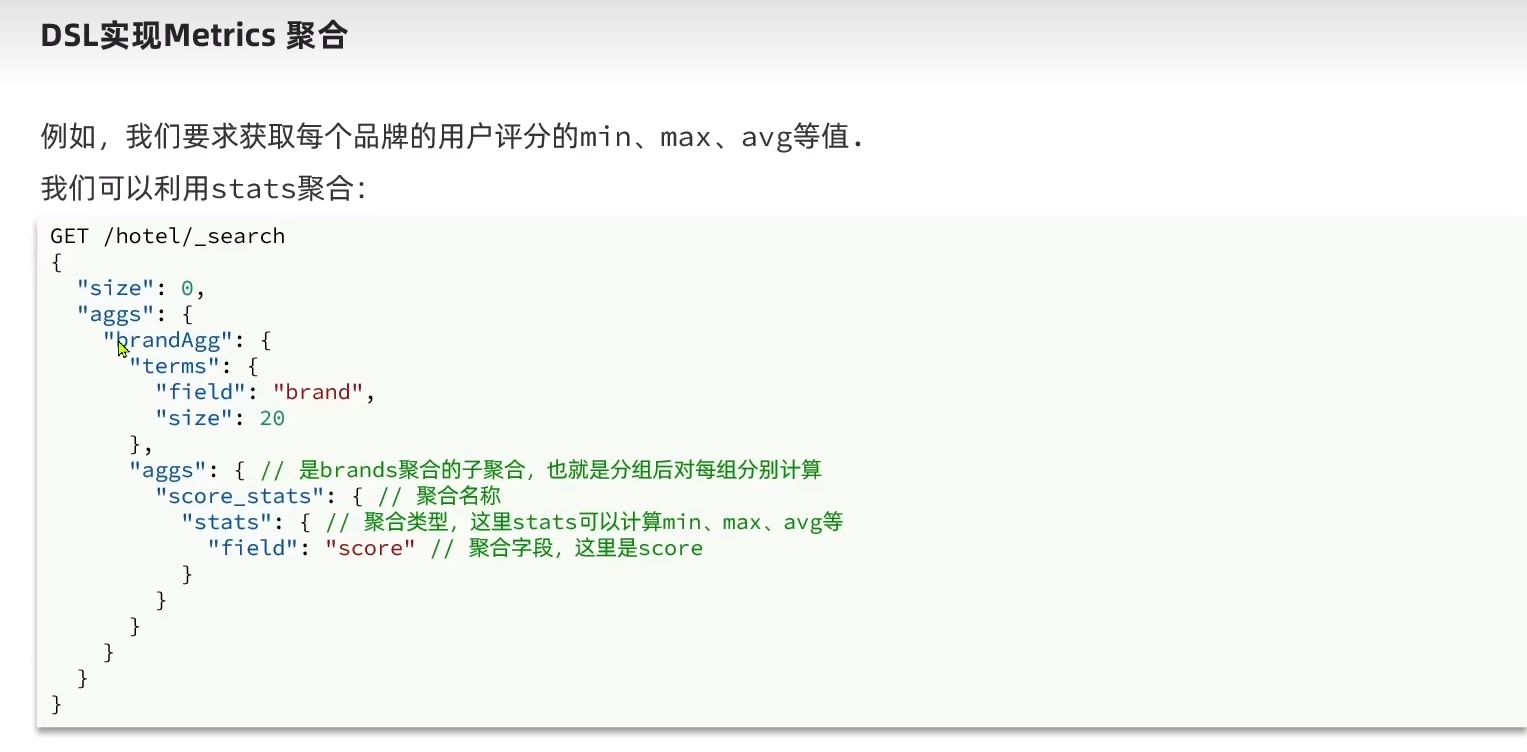 DSL实现Metrics 聚合
例如，我们要求获取每个品牌的用户评分的min、max、avg等值.
我们可以利用stats聚合：
GET /hotel/_search
{
  "size": 0,
  "aggs": {
    "brandAgg": {
      "terms": {
        "field": "brand",
        "size": 20
      },
      "aggs": { // 是brands聚合的子聚合，也就是分组后对每组分别计算
        "score_stats": { // 聚合名称
          "stats": { // 聚合类型，这里stats可以计算min、max、avg等
            "field": "score" // 聚合字段，这里是score
          }
        }
      }
    }
  }
}